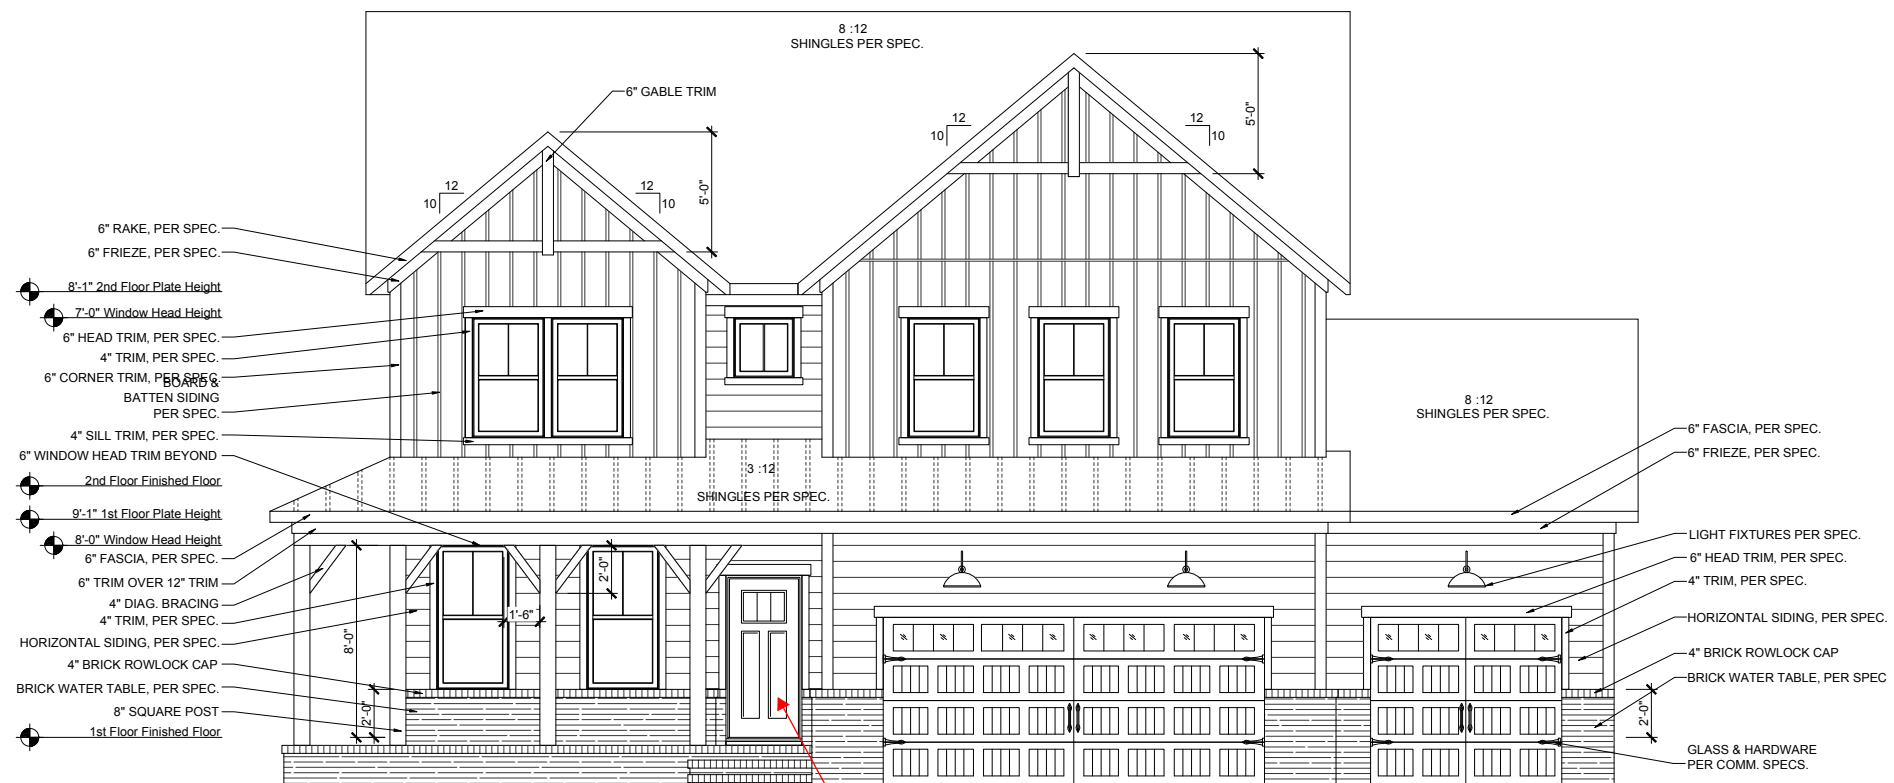 8 :12
SHINGLES PER SPEC.
6" GABLE TRIM
12
10
12
10
5'-0"
12
10
12
10
5'-0"
6" RAKE, PER SPEC.
6" FRIEZE, PER SPEC.
8'-1" 2nd Floor Plate Height
7'-0" Window Head Height
6" HEAD TRIM, PER SPEC.
4" TRIM, PER SPEC.
6" CORNER TRIM, PER SPEC.
BOARD &
BATTEN SIDING
PER SPEC.
4" SILL TRIM, PER SPEC.
6" WINDOW HEAD TRIM BEYOND
2nd Floor Finished Floor
9'-1" 1st Floor Plate Height
8'-0" Window Head Height
6" FASCIA, PER SPEC.
6" TRIM OVER 12" TRIM
4" DIAG. BRACING
4" TRIM, PER SPEC.
HORIZONTAL SIDING, PER SPEC.
4" BRICK ROWLOCK CAP
BRICK WATER TABLE, PER SPEC.
8" SQUARE POST
1st Floor Finished Floor
3 :12
SHINGLES PER SPEC.
8'-0"
2'-0"
1'-6"
2'-0"
8 :12
SHINGLES PER SPEC.
6" FASCIA, PER SPEC.
6" FRIEZE, PER SPEC.
LIGHT FIXTURES PER SPEC.
6" HEAD TRIM, PER SPEC.
4" TRIM, PER SPEC.
HORIZONTAL SIDING, PER SPEC.
4" BRICK ROWLOCK CAP
BRICK WATER TABLE, PER SPEC
2'-0"
GLASS & HARDWARE
PER COMM. SPECS.